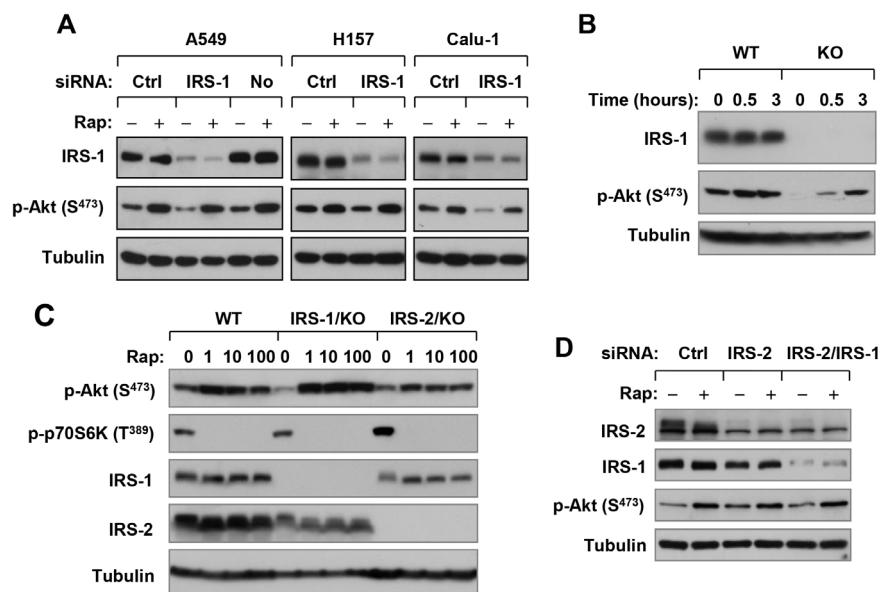 A
A549 H157 Calu-1
siRNA: Ctrl IRS-1 No Ctrl IRS-1 Ctrl IRS-1
Rap: – + – + – + – + – + – + – +
IRS-1
p-Akt (S⁴⁷³)
Tubulin
B
WT KO
Time (hours): 0 0.5 3 0 0.5 3
IRS-1
p-Akt (S⁴⁷³)
Tubulin
C
WT IRS-1/KO IRS-2/KO
Rap: 0 1 10 100 0 1 10 100 0 1 10 100
p-Akt (S⁴⁷³)
p-p70S6K (T³⁸⁹)
IRS-1
IRS-2
Tubulin
D
siRNA: Ctrl IRS-2 IRS-2/IRS-1
Rap: – + – + – +
IRS-2
IRS-1
p-Akt (S⁴⁷³)
Tubulin